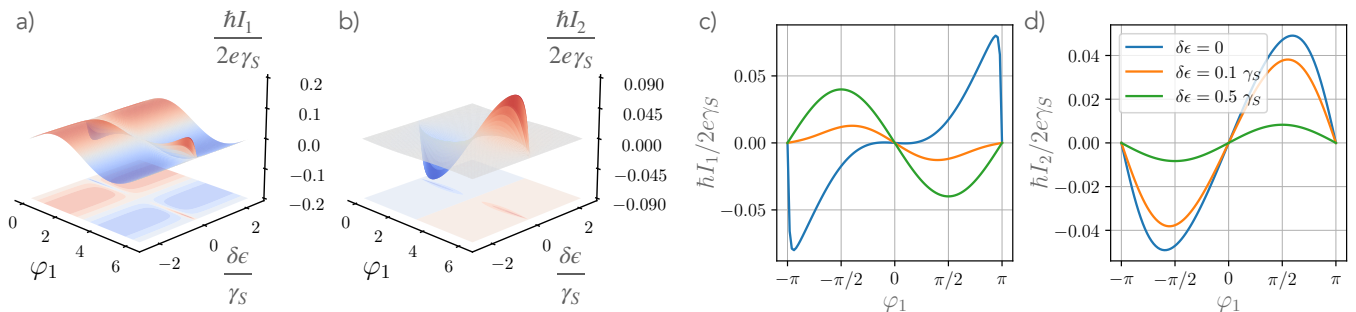 a)
ħI₁
2eγ_S
0.2
0.1
0.0
−0.1
−0.2
0
2
4
6
φ₁
−2
0
2
δϵ
γ_S
b)
ħI₂
2eγ_S
0.090
0.045
0.000
−0.045
−0.090
0
2
4
6
φ₁
−2
0
2
δϵ
γ_S
c)
ħI₁/2eγ_S
0.05
0.00
−0.05
−π −π/2 0 π/2 π
φ₁
d)
ħI₂/2eγ_S
0.04
0.02
0.00
−0.02
−0.04
δϵ = 0
δϵ = 0.1 γ_S
δϵ = 0.5 γ_S
−π −π/2 0 π/2 π
φ₁